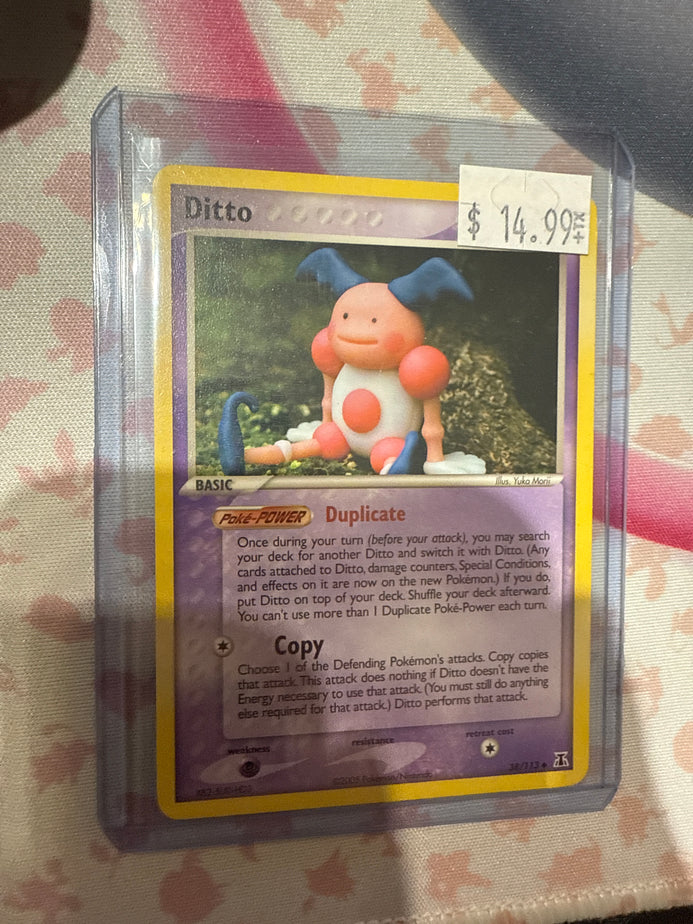 Ditto
$ 14.99 +TX
BASIC
Illus. Yuka Morii
Poké-POWER Duplicate
Once during your turn (before your attack), you may search
your deck for another Ditto and switch it with Ditto. (Any
cards attached to Ditto, damage counters, Special Conditions,
and effects on it are now on the new Pokémon.) If you do,
put Ditto on top of your deck. Shuffle your deck afterward.
You can't use more than 1 Duplicate Poké-Power each turn.
Copy
Choose 1 of the Defending Pokémon's attacks. Copy copies
that attack. This attack does nothing if Ditto doesn't have the
Energy necessary to use that attack. (You must still do anything
else required for that attack.) Ditto performs that attack.
weakness
resistance
retreat cost
©2005 Pokémon/Nintendo
38/113